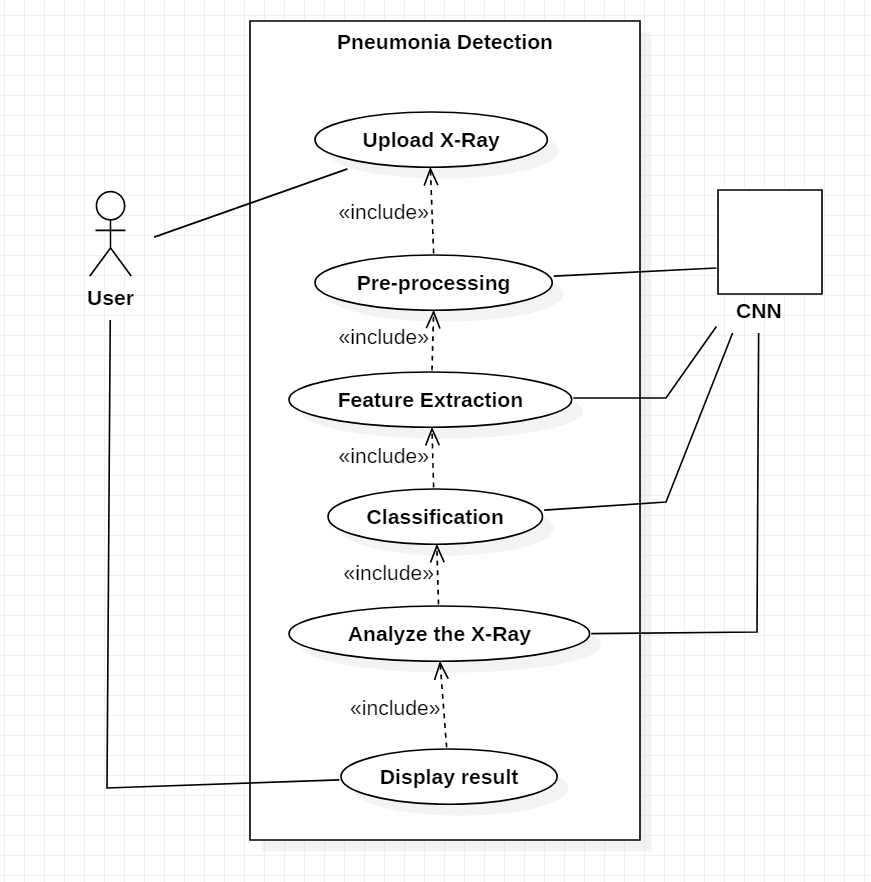 Pneumonia Detection
Upload X-Ray
«include»
Pre-processing
User
CNN
«include»
Feature Extraction
«include»
Classification
«include»
Analyze the X-Ray
«include»
Display result